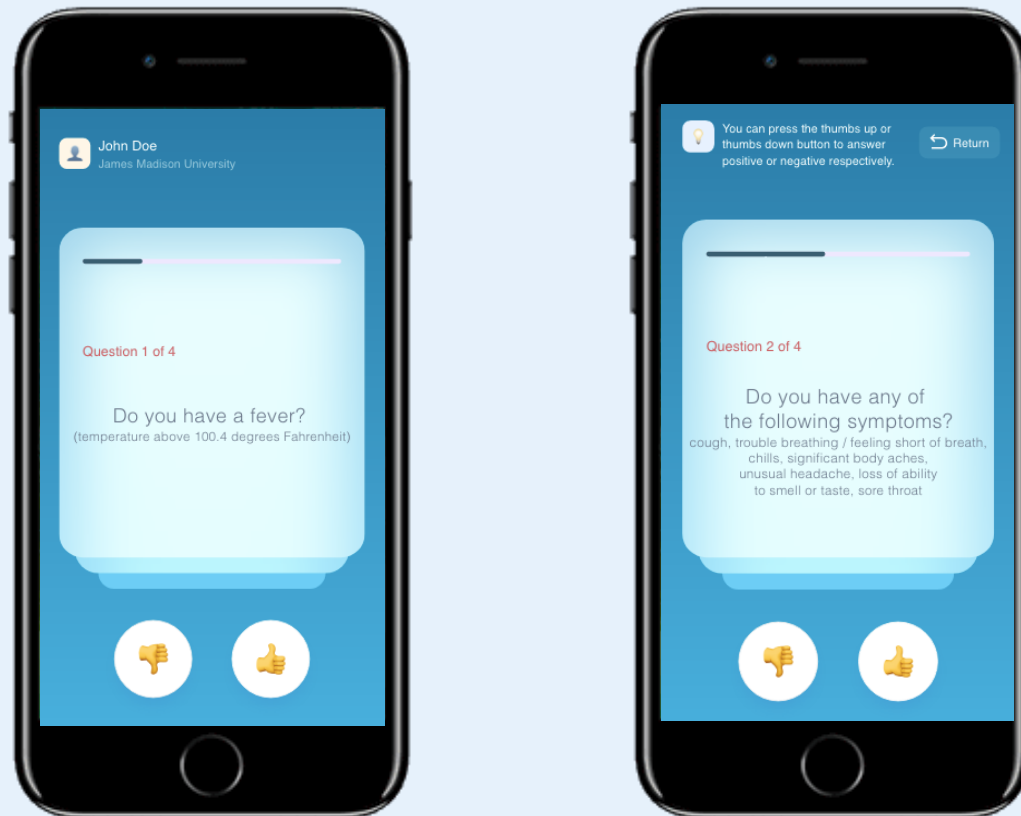 John Doe
James Madison University
Question 1 of 4
Do you have a fever?
(temperature above 100.4 degrees Fahrenheit)
You can press the thumbs up or
thumbs down button to answer
positive or negative respectively.
Return
Question 2 of 4
Do you have any of
the following symptoms?
cough, trouble breathing / feeling short of breath,
chills, significant body aches,
unusual headache, loss of ability
to smell or taste, sore throat